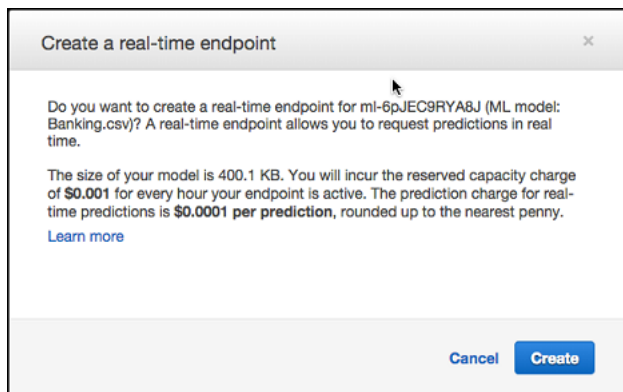 Create a real-time endpoint
×
Do you want to create a real-time endpoint for ml-6pJEC9RYA8J (ML model:
Banking.csv)? A real-time endpoint allows you to request predictions in real
time.
The size of your model is 400.1 KB. You will incur the reserved capacity charge
of $0.001 for every hour your endpoint is active. The prediction charge for real-
time predictions is $0.0001 per prediction, rounded up to the nearest penny.
Learn more
Cancel Create